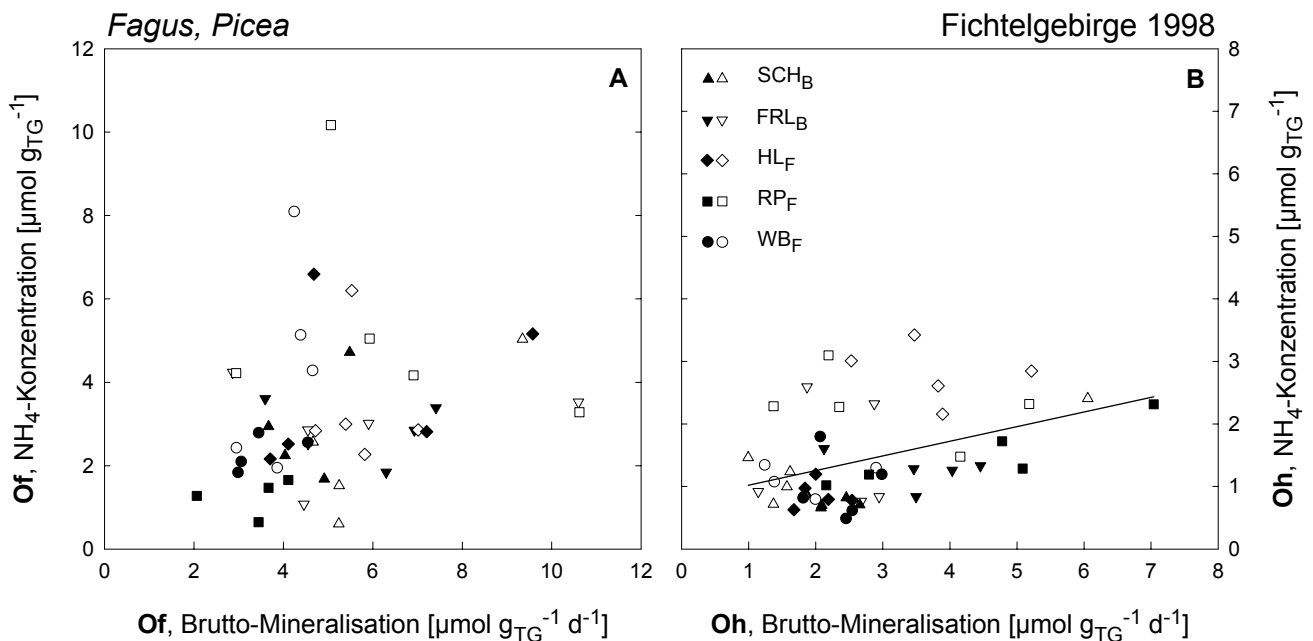 Fagus, Picea
Fichtelgebirge 1998
A
Of, NH4-Konzentration [µmol gTG-1]
12
10
8
6
4
2
0
0 2 4 6 8 10 12
Of, Brutto-Mineralisation [µmol gTG-1 d-1]
B
SCHB
FRLB
HLF
RPF
WBF
8
7
6
5
4
3
2
1
0
Oh, NH4-Konzentration [µmol gTG-1]
0 1 2 3 4 5 6 7 8
Oh, Brutto-Mineralisation [µmol gTG-1 d-1]